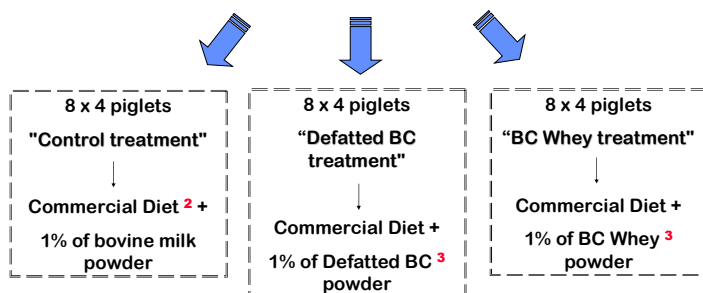 8 x 4 piglets
"Control treatment"
Commercial Diet 2 +
1% of bovine milk
powder
8 x 4 piglets
“Defatted BC
treatment"
Commercial Diet +
1% of Defatted BC 3
powder
8 x 4 piglets
“BC Whey treatment"
Commercial Diet +
1% of BC Whey 3
powder